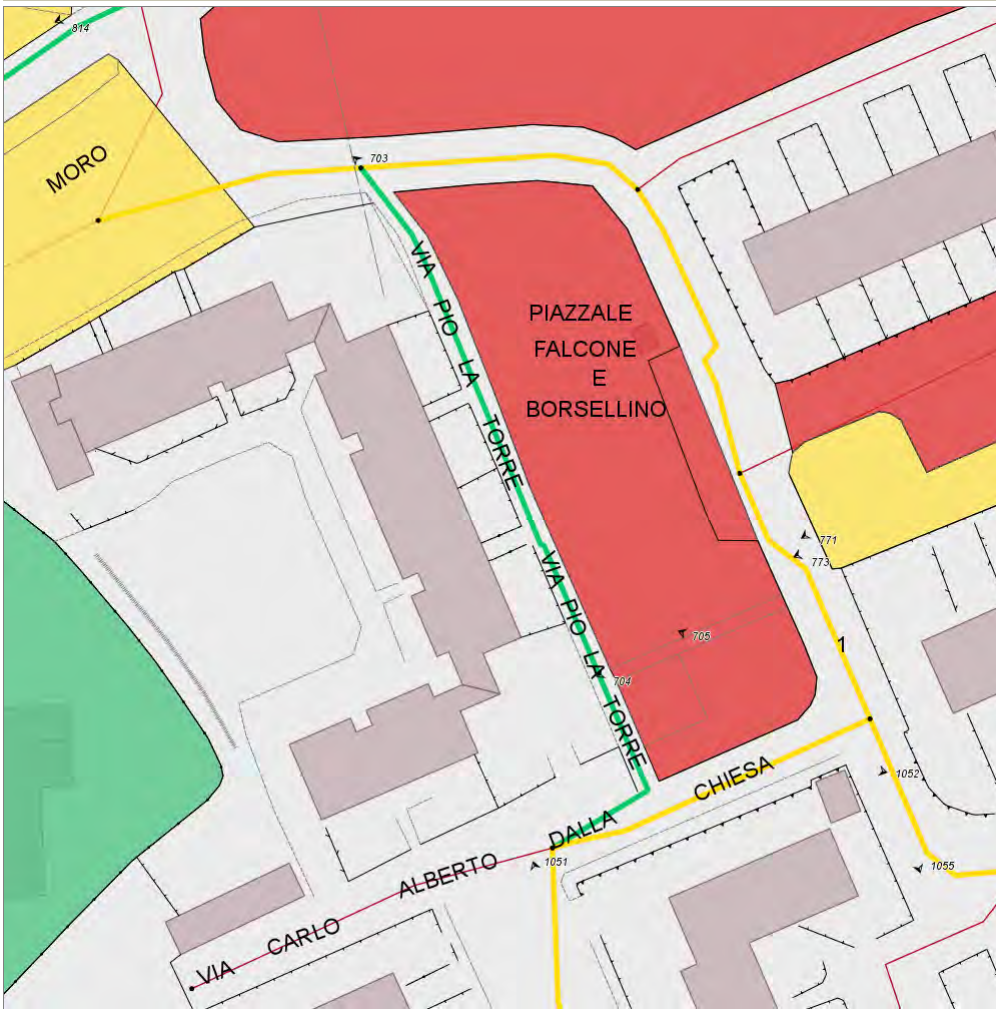 814
703
MORO
VIA PIO LA TORRE
PIAZZALE
FALCONE
E
BORSELLINO
771
773
VIA PIO LA TORRE
705
704
1
1052
1055
1051
VIA CARLO ALBERTO DALLA CHIESA